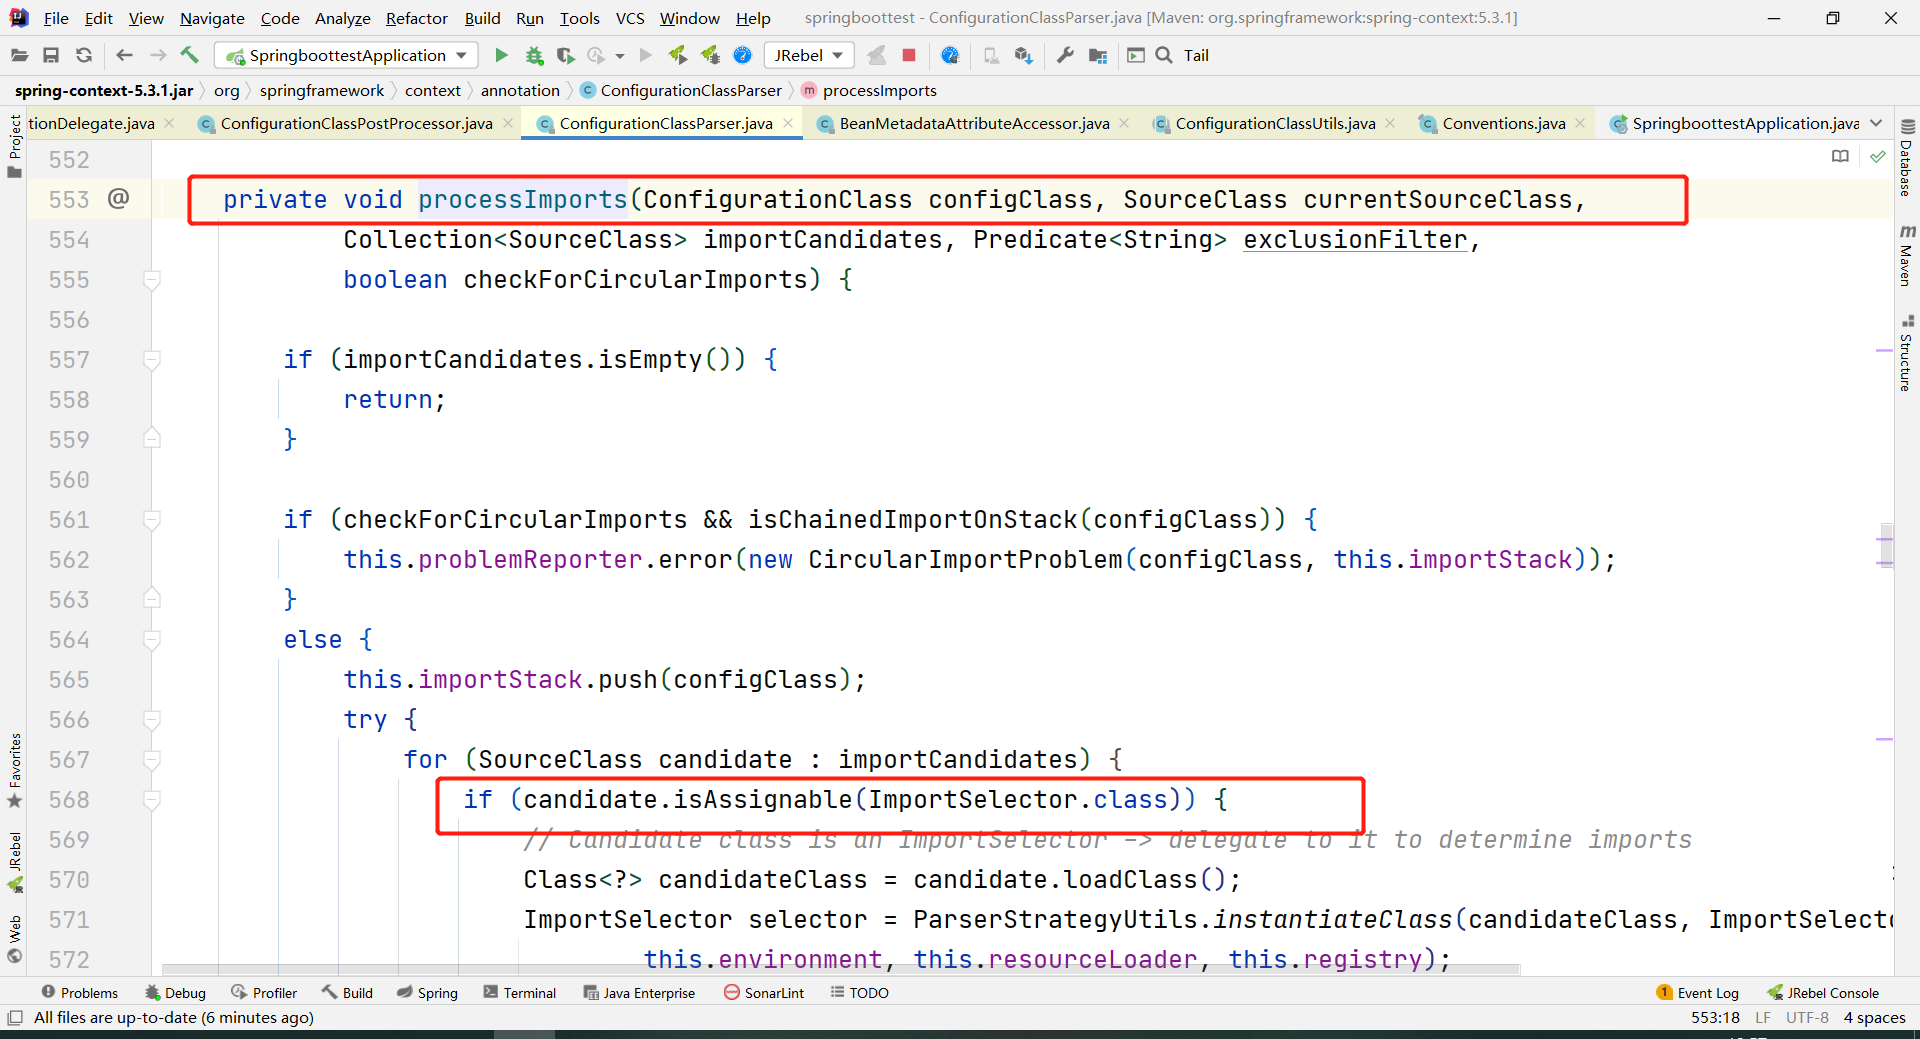 File Edit View Navigate Code Analyze Refactor Build Run Tools VCS Window Help springboottest - ConfigurationClassParser.java [Maven: org.springframework:spring-context:5.3.1]
SpringboottestApplication JRebel Tail
spring-context-5.3.1.jar org springframework context annotation ConfigurationClassParser processImports
tionDelegate.java ConfigurationClassPostProcessor.java ConfigurationClassParser.java BeanMetadataAttributeAccessor.java ConfigurationClassUtils.java Conventions.java SpringboottestApplication.java
Project
Favorites
JRebel
Web
552
553 @ private void processImports(ConfigurationClass configClass, SourceClass currentSourceClass,
554 Collection<SourceClass> importCandidates, Predicate<String> exclusionFilter,
555 boolean checkForCircularImports) {
556
557 if (importCandidates.isEmpty()) {
558 return;
559 }
560
561 if (checkForCircularImports && isChainedImportOnStack(configClass)) {
562 this.problemReporter.error(new CircularImportProblem(configClass, this.importStack));
563 }
564 else {
565 this.importStack.push(configClass);
566 try {
567 for (SourceClass candidate : importCandidates) {
568 if (candidate.isAssignable(ImportSelector.class)) {
569 // Candidate class is an ImportSelector -> delegate to it to determine imports
570 Class<?> candidateClass = candidate.loadClass();
571 ImportSelector selector = ParserStrategyUtils.instantiateClass(candidateClass, ImportSelecto
572 this.environment, this.resourceLoader, this.registry);
Database
Maven
Structure
Problems Debug Profiler Build Spring Terminal Java Enterprise SonarLint TODO 1 Event Log JRebel Console
All files are up-to-date (6 minutes ago) 553:18 LF UTF-8 4 spaces